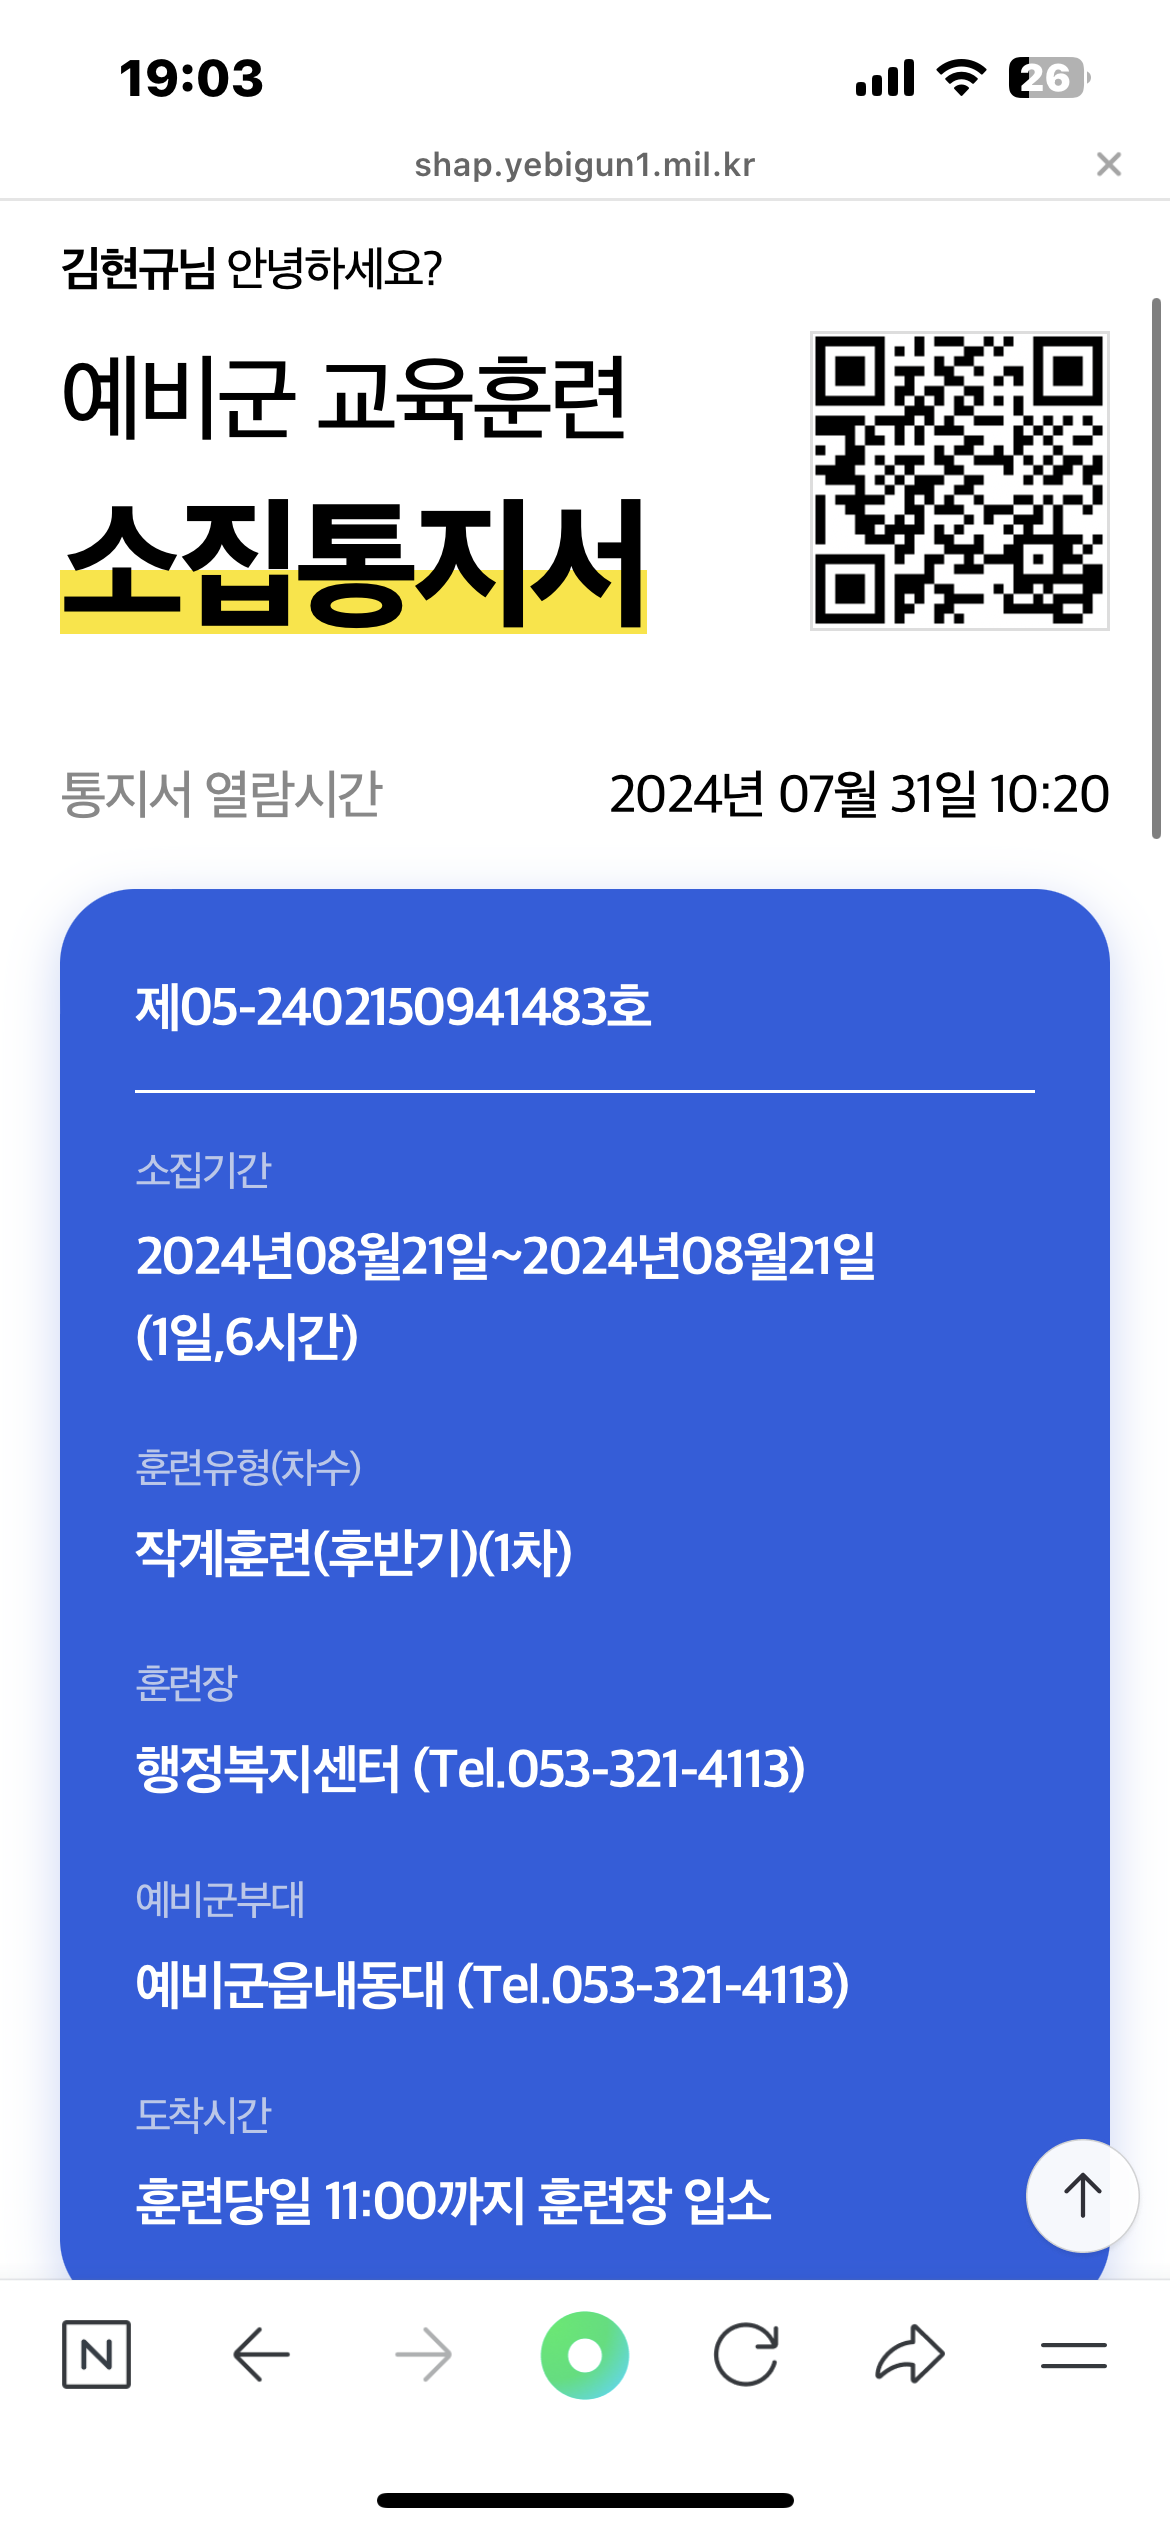 19:03
26
shap.yebigun1.mil.kr
김현규님 안녕하세요?
예비군 교육훈련
소집통지서
통지서 열람시간 2024년 07월 31일 10:20
제05-2402150941483호
소집기간
2024년08월21일~2024년08월21일
(1일,6시간)
훈련유형(차수)
작계훈련(후반기)(1차)
훈련장
행정복지센터 (Tel.053-321-4113)
예비군부대
예비군읍내동대 (Tel.053-321-4113)
도착시간
훈련당일 11:00까지 훈련장 입소
N